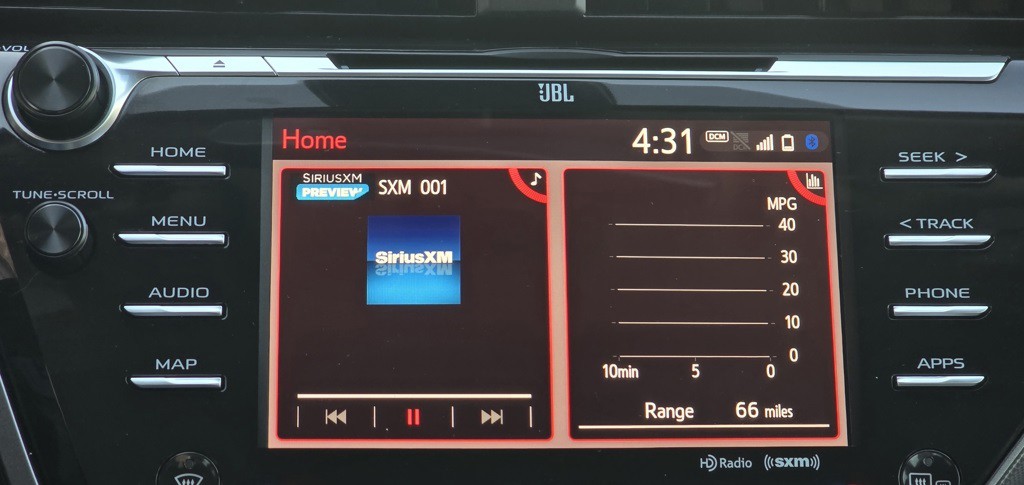 VOL
JBL
Home
4:31
DCM
DCM
HOME
TUNE•SCROLL
MENU
AUDIO
MAP
SIRIUSXM
PREVIEW
SXM 001
SiriusXM
MPG
40
30
20
10
0
10min 5 0
Range 66 miles
SEEK >
< TRACK
PHONE
APPS
HD Radio
((sxm))